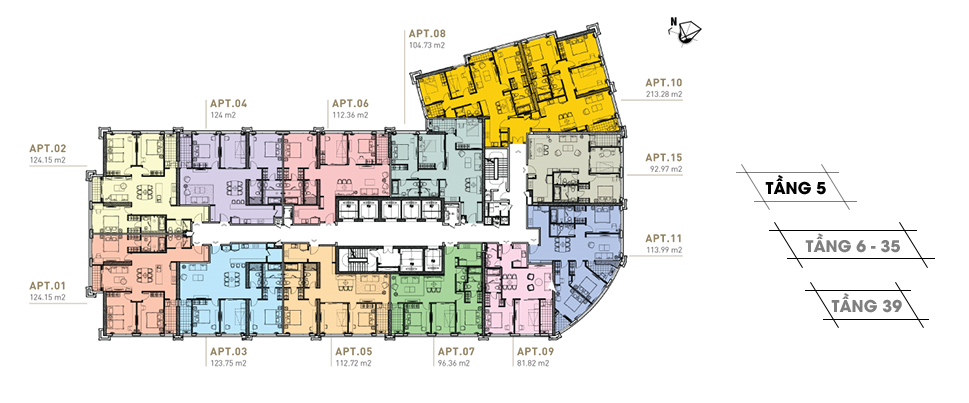 N
APT.08
104.73 m2
APT.10
213.28 m2
APT.04
124 m2
APT.06
112.36 m2
APT.02
124.15 m2
APT.15
92.97 m2
TẦNG 5
APT.11
113.99 m2
TẦNG 6 - 35
APT.01
124.15 m2
TẦNG 39
APT.03
123.75 m2
APT.05
112.72 m2
APT.07
96.36 m2
APT.09
81.82 m2